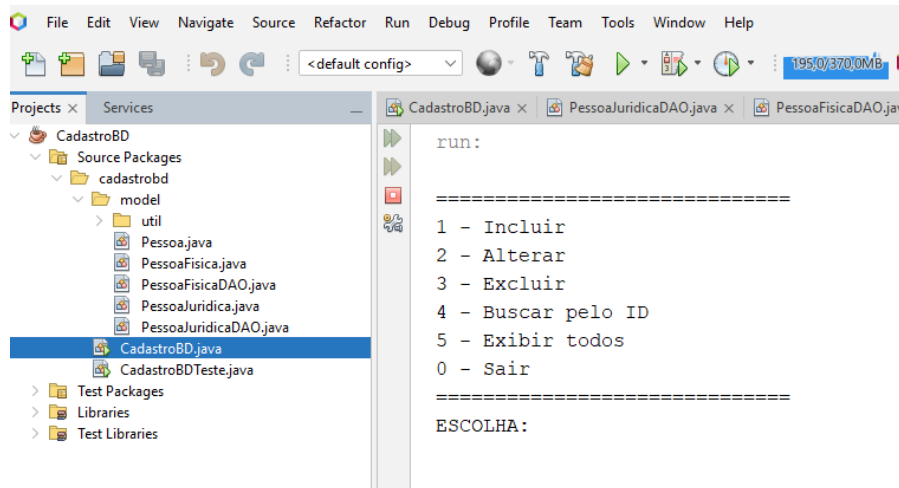 File Edit View Navigate Source Refactor Run Debug Profile Team Tools Window Help
<default config>
195,0/370,0MB
Projects × Services
CadastroBD.java × PessoaJuridicaDAO.java × PessoaFisicaDAO.jav
CadastroBD
Source Packages
cadastrobd
model
util
Pessoa.java
PessoaFisica.java
PessoaFisicaDAO.java
PessoaJuridica.java
PessoaJuridicaDAO.java
CadastroBD.java
CadastroBDTeste.java
Test Packages
Libraries
Test Libraries
run:
==============================
1 - Incluir
2 - Alterar
3 - Excluir
4 - Buscar pelo ID
5 - Exibir todos
0 - Sair
==============================
ESCOLHA: